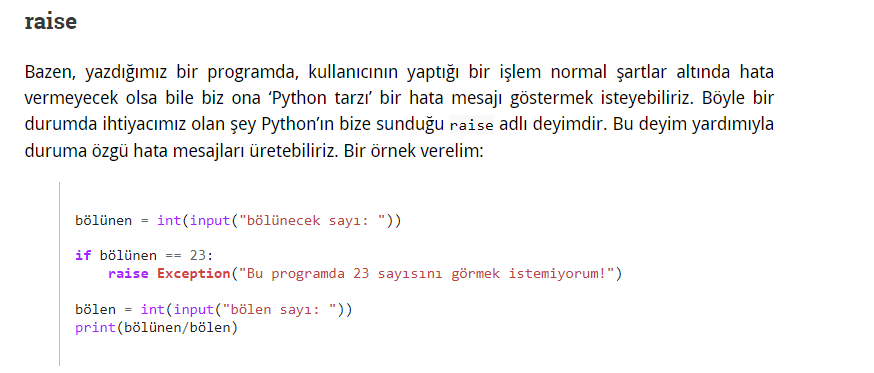 raise
Bazen, yazdığımız bir programda, kullanıcının yaptığı bir işlem normal şartlar altında hata
vermeyecek olsa bile biz ona ‘Python tarzı’ bir hata mesajı göstermek isteyebiliriz. Böyle bir
durumda ihtiyacımız olan şey Python’ın bize sunduğu raise adlı deyimdir. Bu deyim yardımıyla
duruma özgü hata mesajları üretebiliriz. Bir örnek verelim:
bölünen = int(input("bölünecek sayı: "))
if bölünen == 23:
    raise Exception("Bu programda 23 sayısını görmek istemiyorum!")
bölen = int(input("bölen sayı: "))
print(bölünen/bölen)